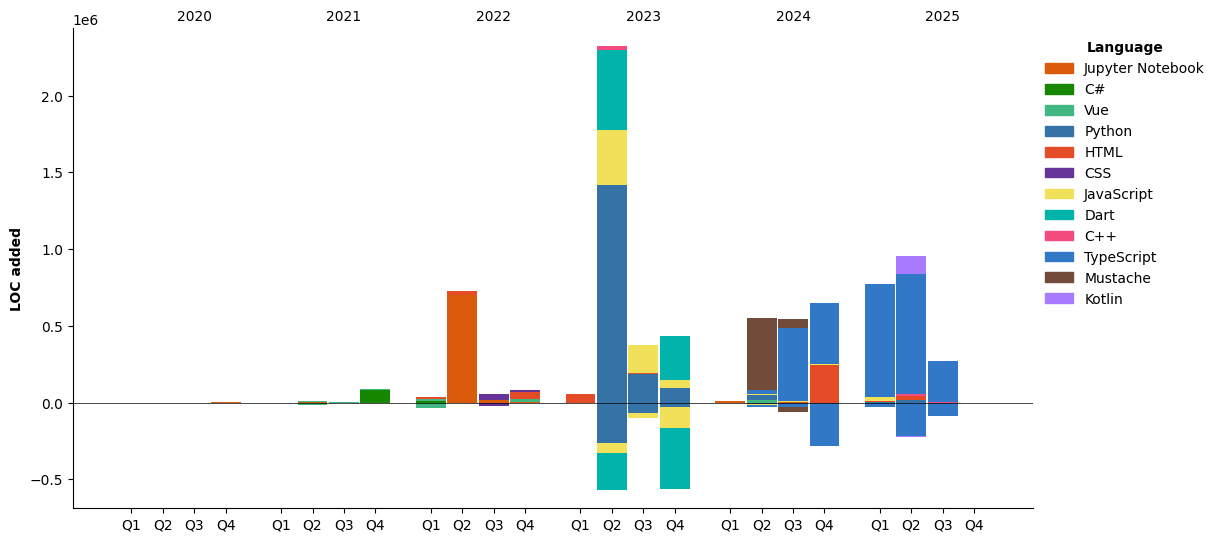 2020 2021 2022 2023 2024 2025
1e6
Language
Jupyter Notebook
C#
Vue
Python
HTML
CSS
JavaScript
Dart
C++
TypeScript
Mustache
Kotlin
2.0
1.5
1.0
0.5
0.0
−0.5
LOC added
Q1 Q2 Q3 Q4 Q1 Q2 Q3 Q4 Q1 Q2 Q3 Q4 Q1 Q2 Q3 Q4 Q1 Q2 Q3 Q4 Q1 Q2 Q3 Q4